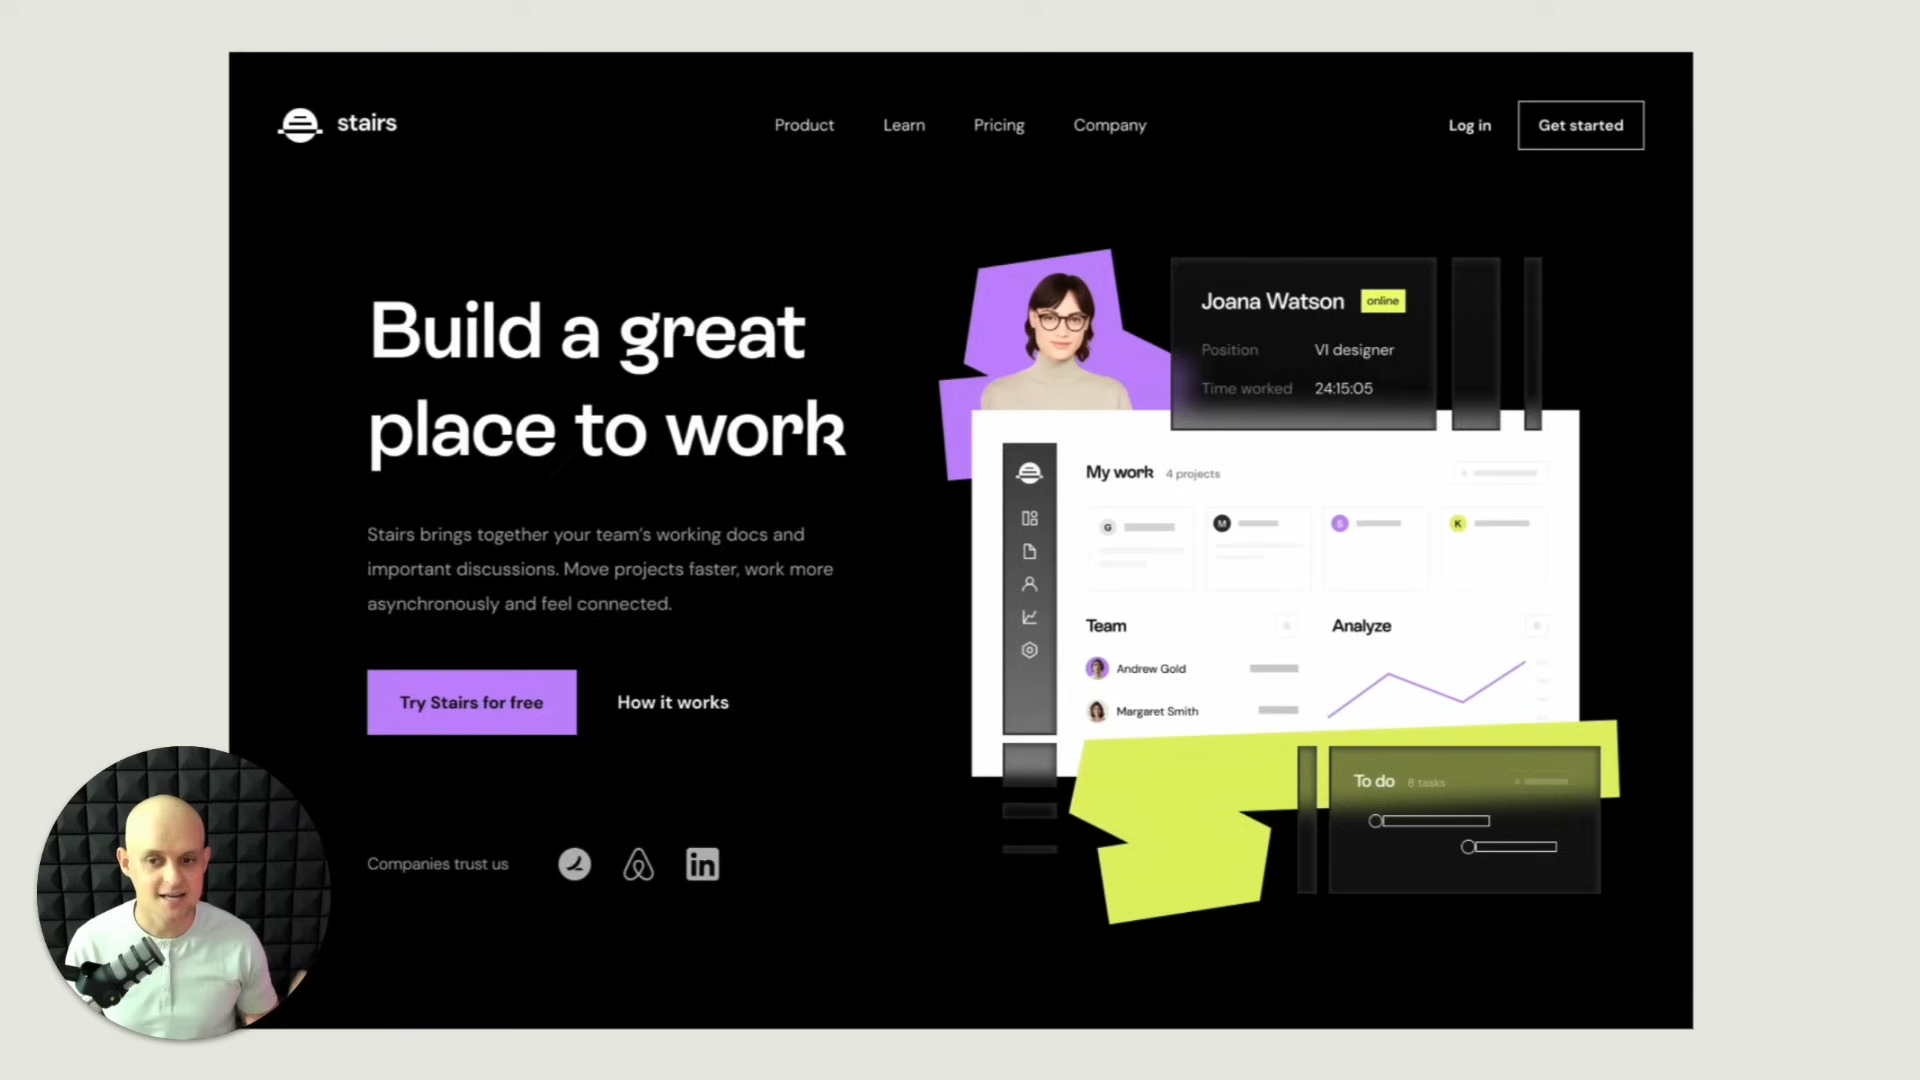 stairs
Product Learn Pricing Company
Log in Get started
Build a great
place to work
Stairs brings together your team's working docs and
important discussions. Move projects faster, work more
asynchronously and feel connected.
Try Stairs for free How it works
Companies trust us
in
Joana Watson online
Position VI designer
Time worked 24:15:05
My work 4 projects
G M S K
Team
Andrew Gold
Margaret Smith
Analyze
To do 8 tasks